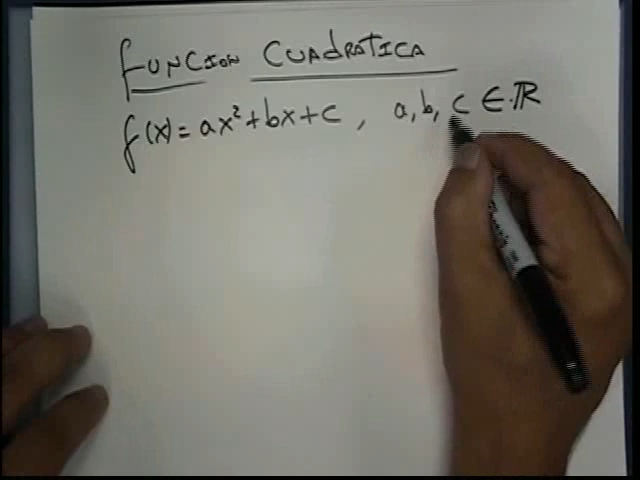 Funcion Cuadratica
f(x) = ax²+bx+c , a, b, c ∈ ℝ